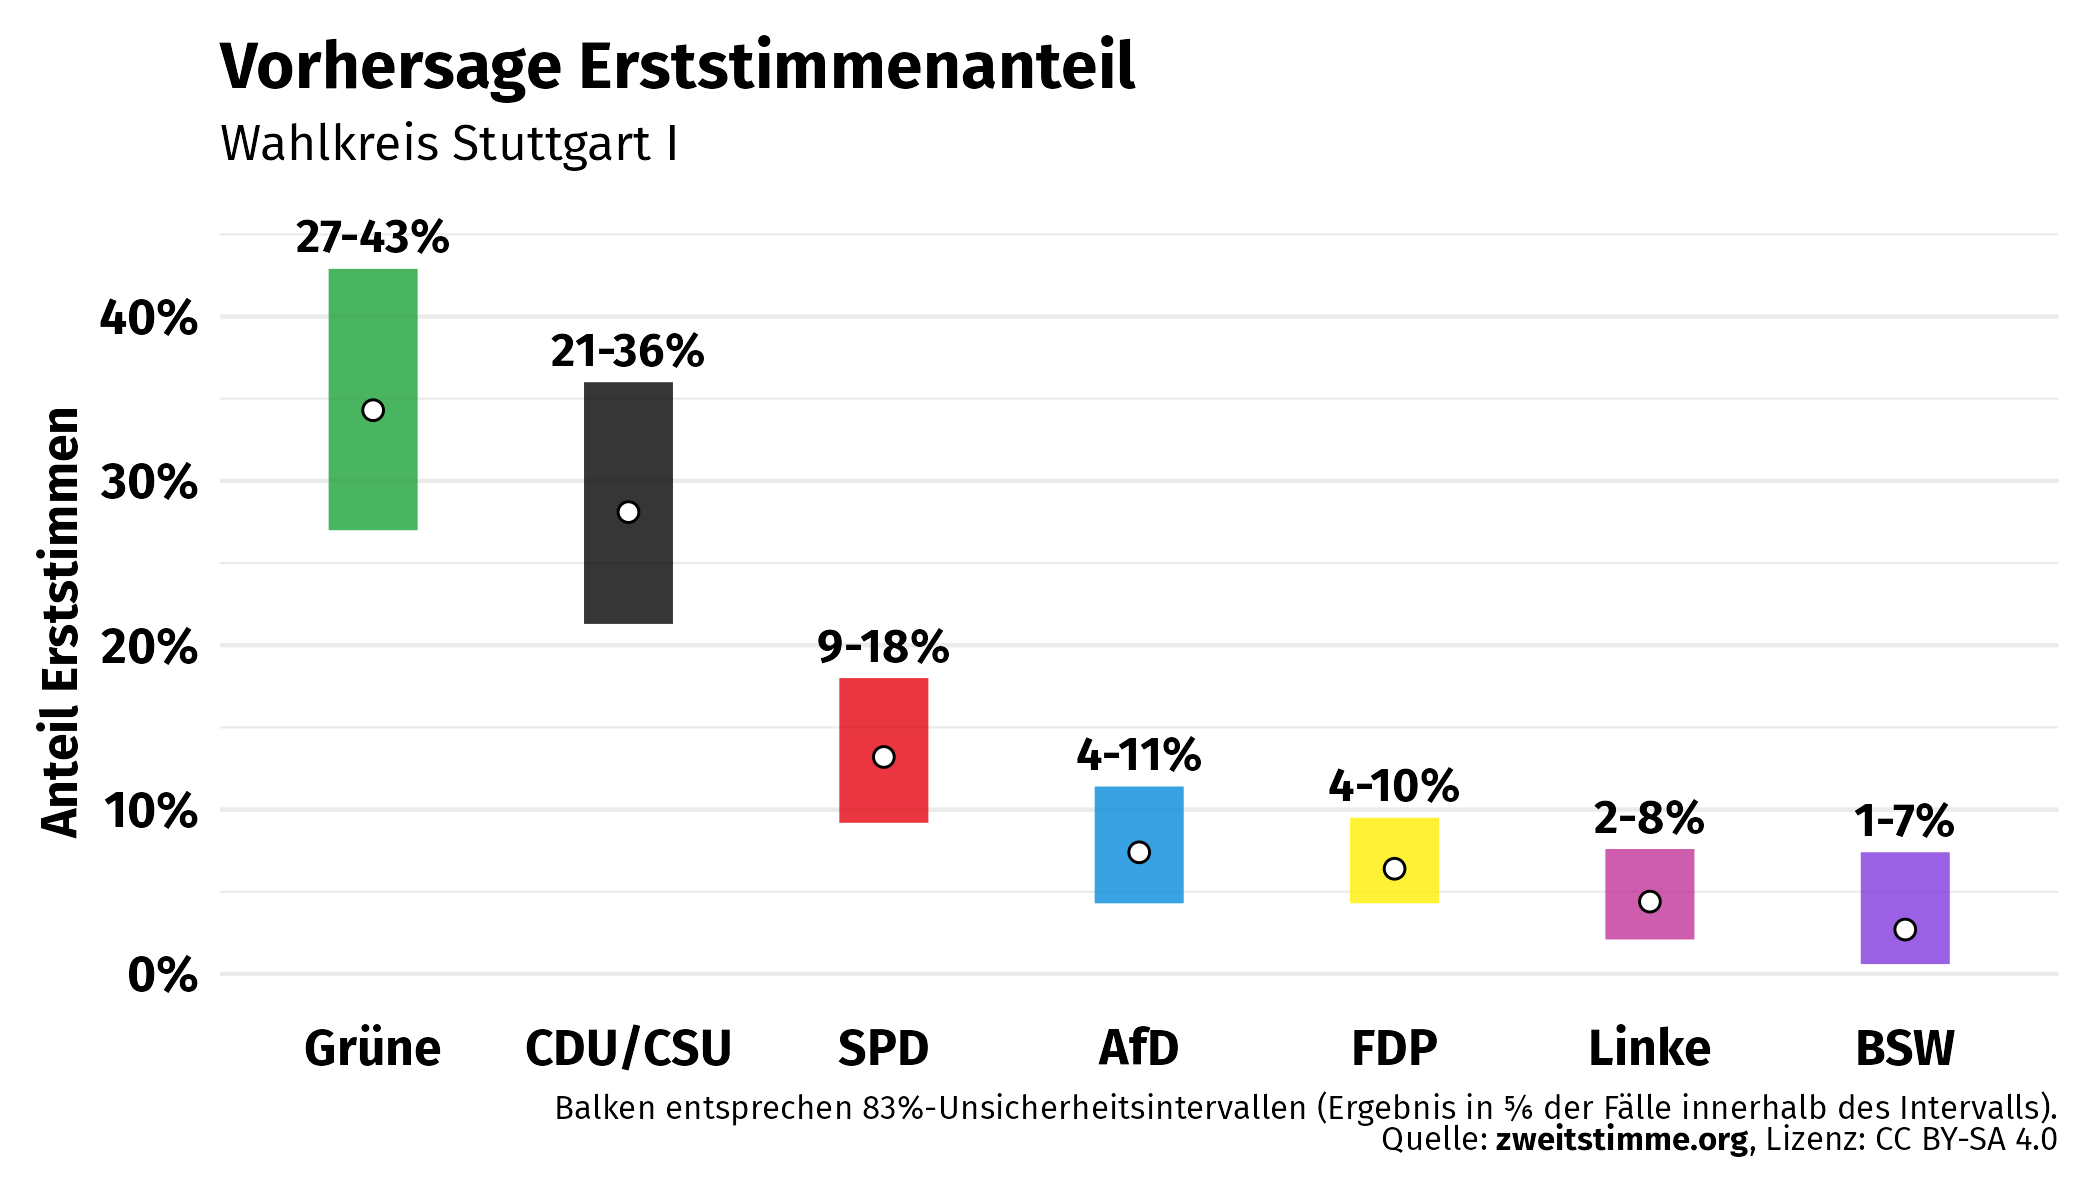 Vorhersage Erststimmenanteil
Wahlkreis Stuttgart I
Anteil Erststimmen
40%
30%
20%
10%
0%
27-43%
21-36%
9-18%
4-11%
4-10%
2-8%
1-7%
Grüne
CDU/CSU
SPD
AfD
FDP
Linke
BSW
Balken entsprechen 83%-Unsicherheitsintervallen (Ergebnis in ⅚ der Fälle innerhalb des Intervalls).
Quelle: zweitstimme.org, Lizenz: CC BY-SA 4.0